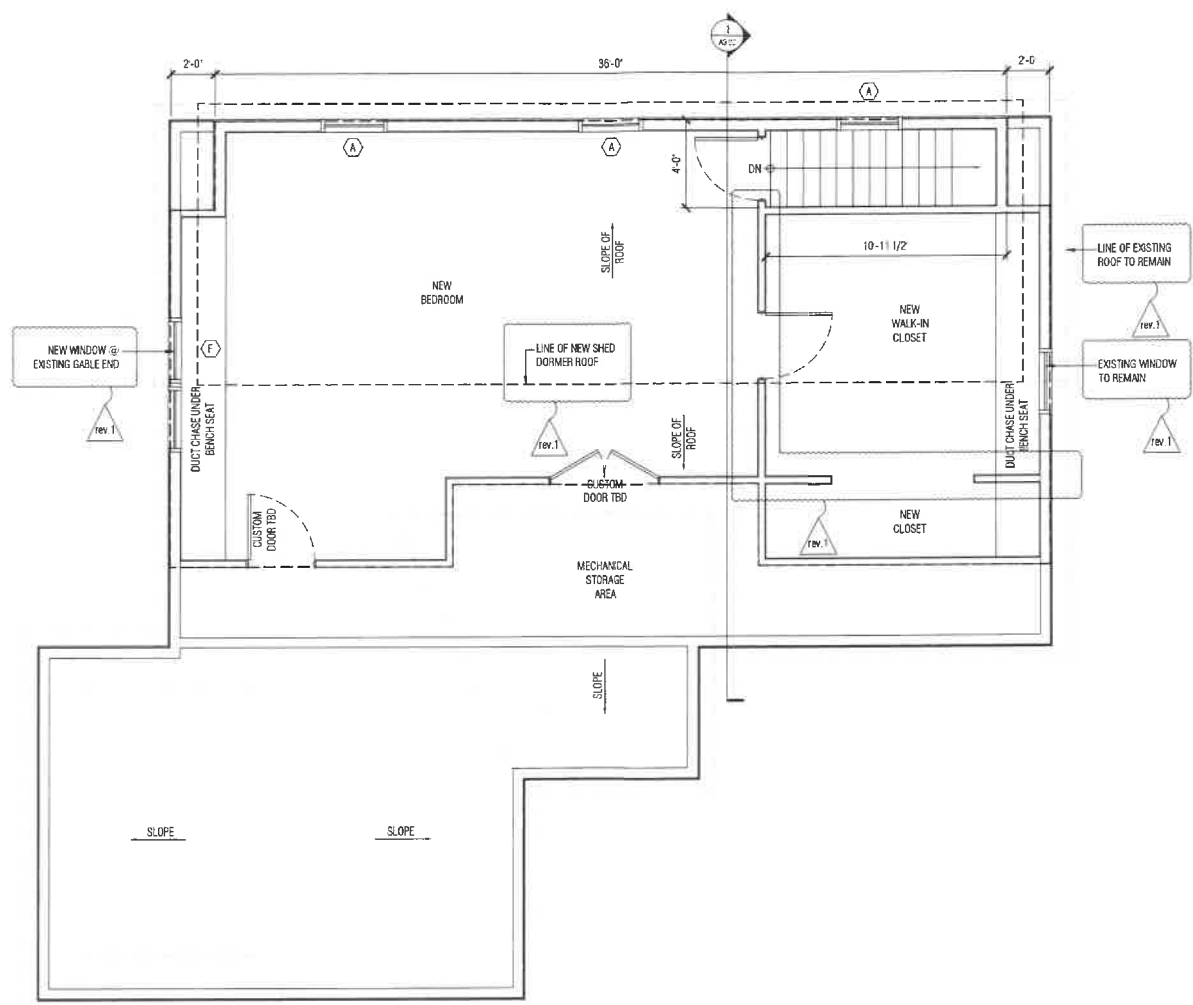 1
2'-0"
36'-0"
2'-0
A
A
A
4'-0"
DN
10'-11 1/2"
LINE OF EXISTING
ROOF TO REMAIN
rev.1
SLOPE OF
ROOF
NEW
BEDROOM
NEW
WALK-IN
CLOSET
NEW WINDOW @
EXISTING GABLE END
rev.1
F
LINE OF NEW SHED
DORMER ROOF
rev.1
EXISTING WINDOW
TO REMAIN
rev.1
DUCT CHASE UNDER
BENCH SEAT
SLOPE OF
ROOF
DUCT CHASE UNDER
BENCH SEAT
CUSTOM
DOOR TBD
CUSTOM
DOOR TBD
NEW
CLOSET
rev.1
MECHANICAL
STORAGE
AREA
SLOPE
SLOPE
SLOPE